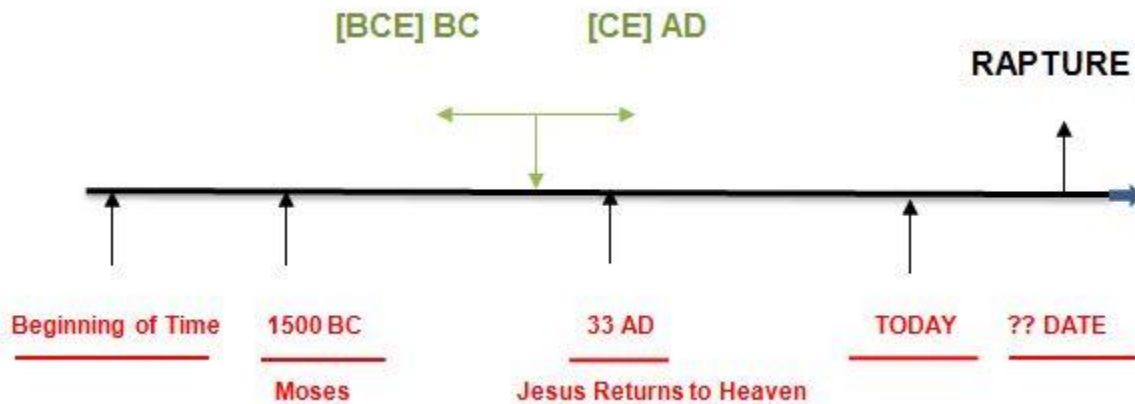 [BCE] BC [CE] AD
RAPTURE
Beginning of Time 1500 BC 33 AD TODAY ?? DATE
Moses Jesus Returns to Heaven